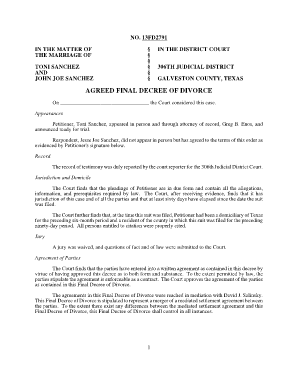 NO. 13FD2791
IN THE MATTER OF § IN THE DISTRICT COURT
THE MARRIAGE OF §
§
TONI SANCHEZ § 306TH JUDICIAL DISTRICT
AND §
JOHN JOE SANCHEZ § GALVESTON COUNTY, TEXAS
AGREED FINAL DECREE OF DIVORCE
On ______________________________, the Court considered this case.
Appearances
Petitioner, Toni Sanchez, appeared in person and through attorney of record, Greg B. Enos, and
announced ready for trial.
Respondent, Jesse Joe Sanchez, did not appear in person but has agreed to the terms of this order as
evidenced by Petitioner's signature below.
Record
The record of testimony was duly reported by the court reporter for the 306th Judicial District Court.
Jurisdiction and Domicile
The Court finds that the pleadings of Petitioner are in due form and contain all the allegations,
information, and prerequisites required by law. The Court, after receiving evidence, finds that it has
jurisdiction of this case and of all the parties and that at least sixty days have elapsed since the date the suit
was filed.
The Court further finds that, at the time this suit was filed, Petitioner had been a domiciliary of Texas
for the preceding six-month period and a resident of the county in which this suit was filed for the preceding
ninety-day period. All persons entitled to citation were properly cited.
Jury
A jury was waived, and questions of fact and of law were submitted to the Court.
Agreement of Parties
The Court finds that the parties have entered into a written agreement as contained in this decree by
virtue of having approved this decree as to both form and substance. To the extent permitted by law, the
parties stipulate the agreement is enforceable as a contract. The Court approves the agreement of the parties
as contained in this Final Decree of Divorce.
The agreements in this Final Decree of Divorce were reached in mediation with David J. Salinsky.
This Final Decree of Divorce is stipulated to represent a merger of a mediated settlement agreement between
the parties. To the extent there exist any differences between the mediated settlement agreement and this
Final Decree of Divorce, this Final Decree of Divorce shall control in all instances.
1